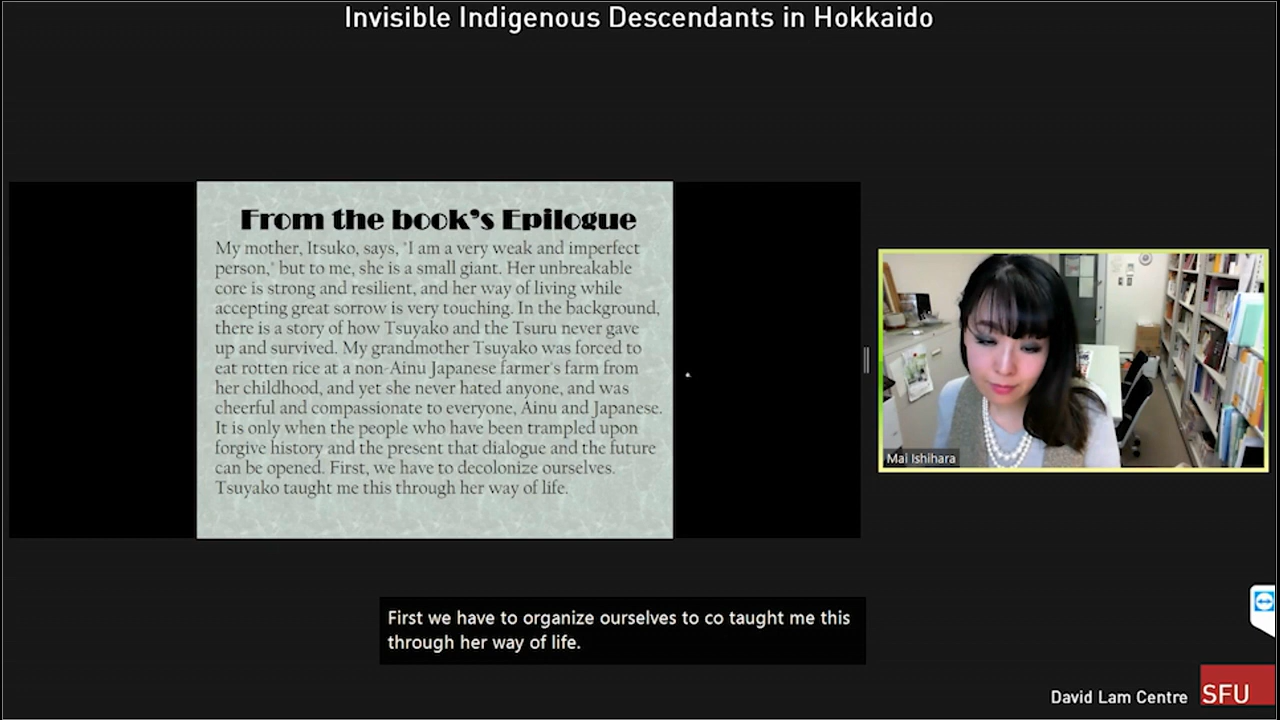 Invisible Indigenous Descendants in Hokkaido
From the book's Epilogue
My mother, Itsuko, says, "I am a very weak and imperfect
person," but to me, she is a small giant. Her unbreakable
core is strong and resilient, and her way of living while
accepting great sorrow is very touching. In the background,
there is a story of how Tsuyako and the Tsuru never gave
up and survived. My grandmother Tsuyako was forced to
eat rotten rice at a non-Ainu Japanese farmer's farm from
her childhood, and yet she never hated anyone, and was
cheerful and compassionate to everyone, Ainu and Japanese.
It is only when the people who have been trampled upon
forgive history and the present that dialogue and the future
can be opened. First, we have to decolonize ourselves.
Tsuyako taught me this through her way of life.
Mai Ishihara
First we have to organize ourselves to co taught me this
through her way of life.
David Lam Centre
SFU